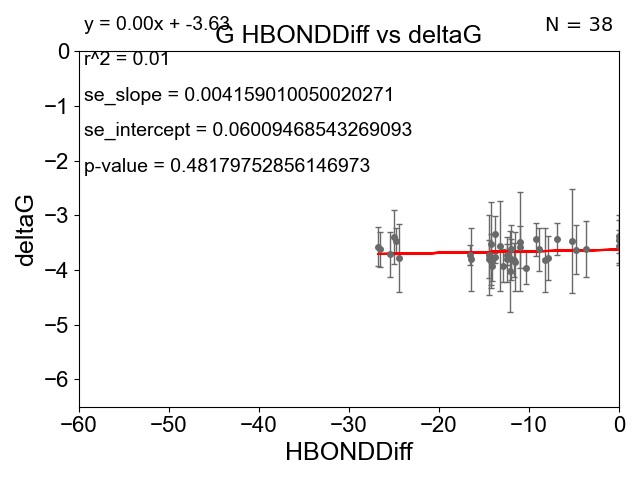 y = 0.00x + -3.63
N = 38
G HBONDDiff vs deltaG
r^2 = 0.01
se_slope = 0.004159010050020271
se_intercept = 0.06009468543269093
p-value = 0.48179752856146973
0
−1
−2
−3
−4
−5
−6
deltaG
−60 −50 −40 −30 −20 −10 0
HBONDDiff